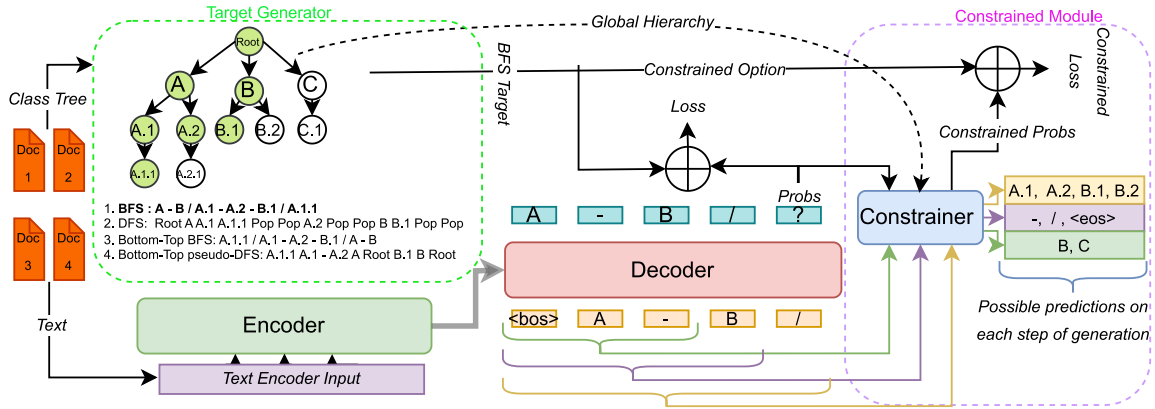 Target Generator
Global Hierarchy
Constrained Module
Root
A
B
C
A.1
A.2
B.1
B.2
C.1
A.1.1
A.2.1
Class Tree
Doc
1
Doc
2
Doc
3
Doc
4
Text
1. BFS : A - B / A.1 - A.2 - B.1 / A.1.1
2. DFS: Root A A.1 A.1.1 Pop Pop A.2 Pop Pop B B.1 Pop Pop
3. Bottom-Top BFS: A.1.1 / A.1 - A.2 - B.1 / A - B
4. Bottom-Top pseudo-DFS: A.1.1 A.1 - A.2 A Root B.1 B Root
BFS Target
Constrained Option
Loss
Probs
Constrained
Loss
Constrained Probs
A
-
B
/
?
Decoder
<bos>
A
-
B
/
Encoder
Text Encoder Input
Constrainer
A.1, A.2, B.1, B.2
-, / , <eos>
B, C
Possible predictions on
each step of generation